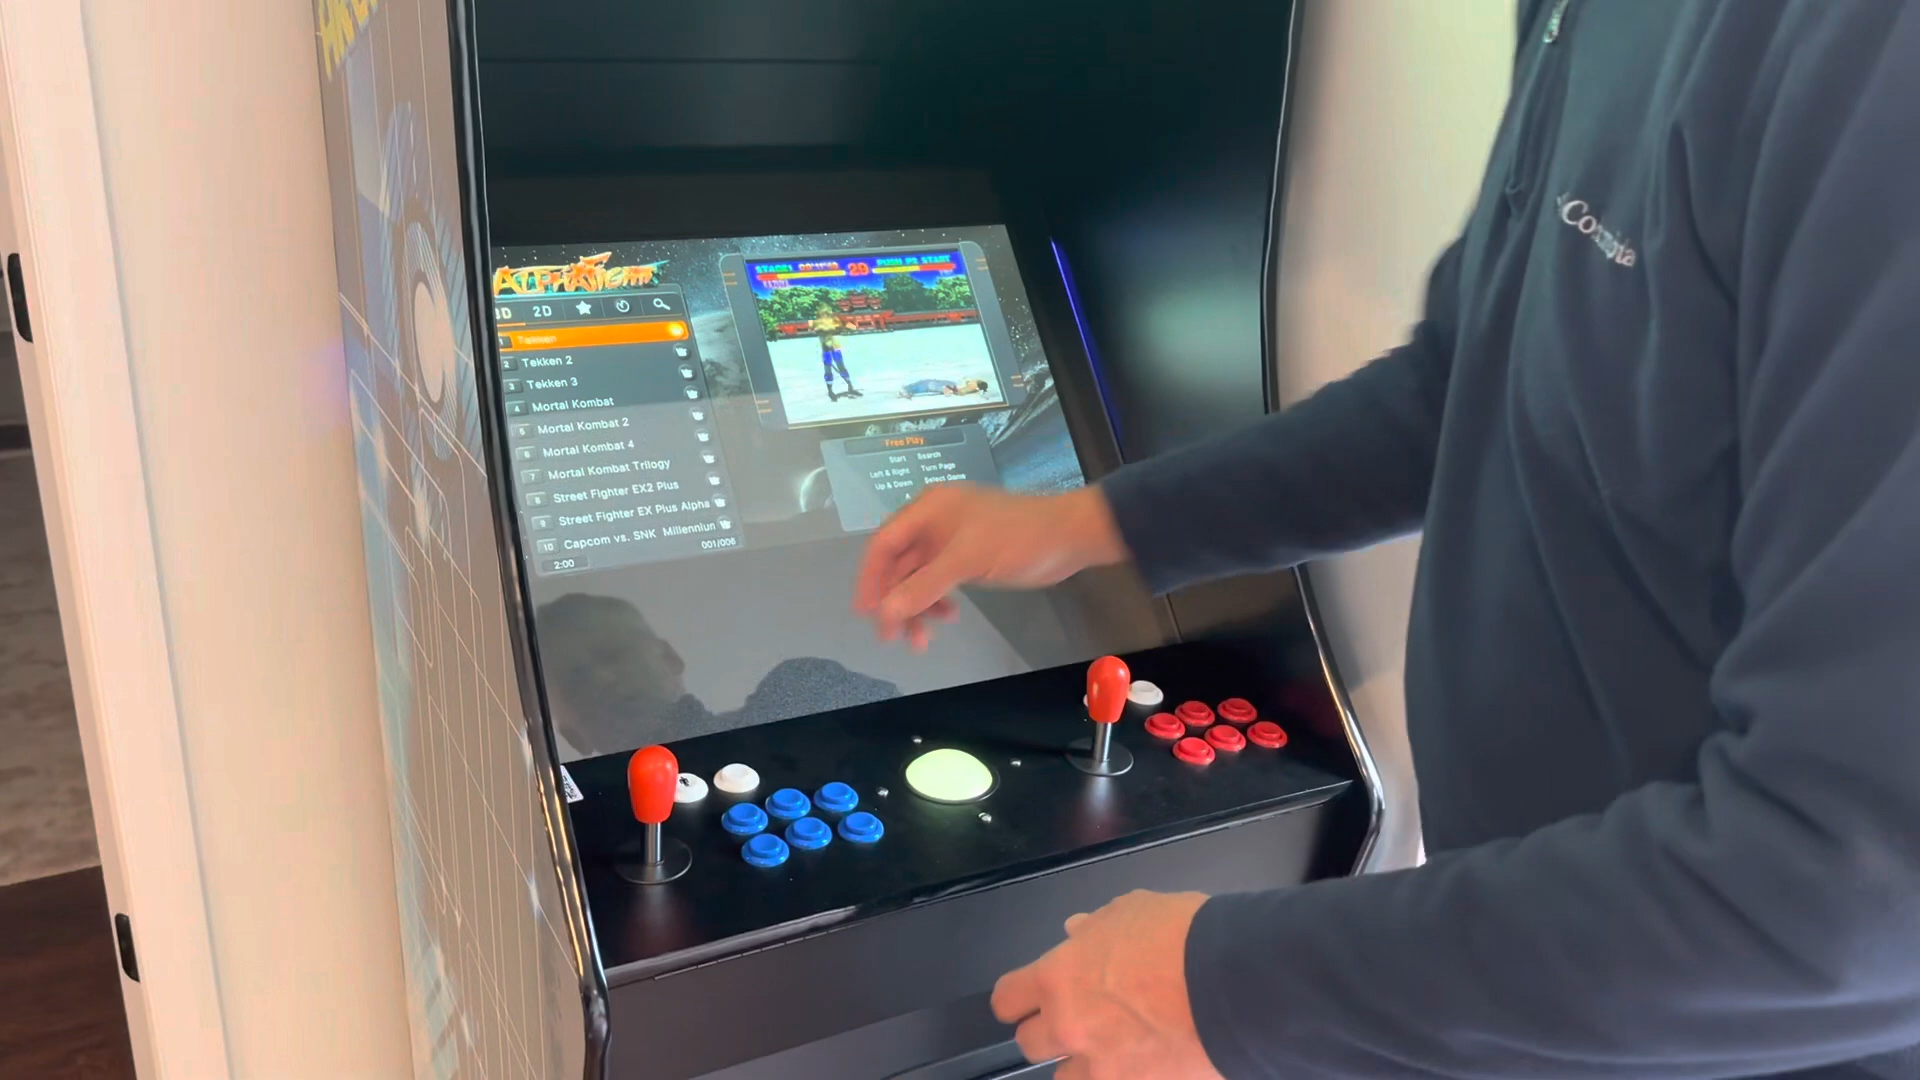 3D 2D
1 Tekken
2 Tekken 2
3 Tekken 3
4 Mortal Kombat
5 Mortal Kombat 2
6 Mortal Kombat 4
7 Mortal Kombat Trilogy
8 Street Fighter EX2 Plus
9 Street Fighter EX Plus Alpha
10 Capcom vs. SNK Millenniun
001/006
2:00
STAGE1
20
PUSH P2 START
Free Play
Start Search
Left & Right Turn Page
Up & Down Select Game
A
Columbia